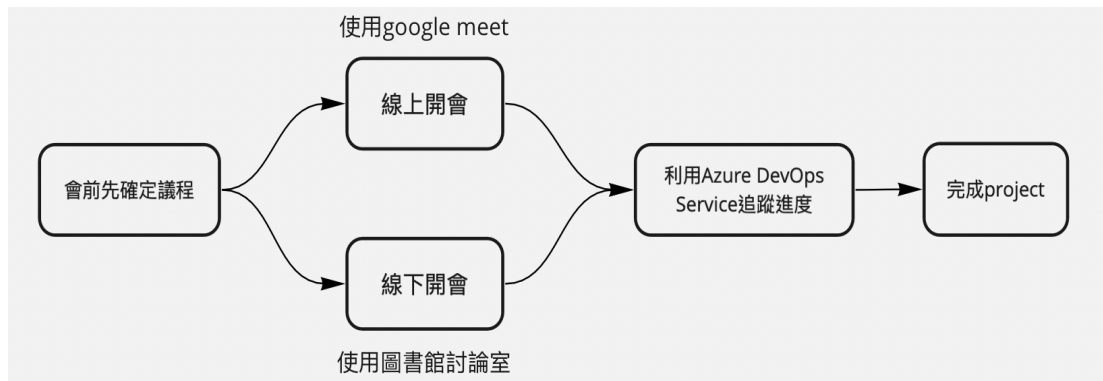 使用google meet
線上開會
會前先確定議程
利用Azure DevOps
Service追蹤進度
完成project
線下開會
使用圖書館討論室